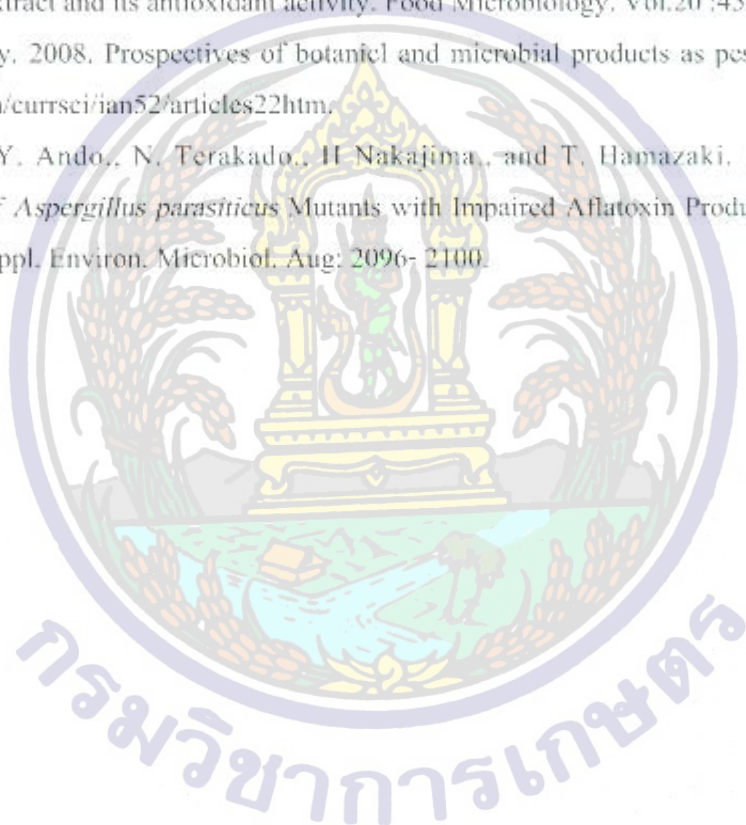 xtract and its antioxidant activity. Food Microbiology. Vol.20 :45
y. 2008. Prospectives of botanicl and microbial products as pes
/currsci/ian52/articles22htm.
Y. Ando., N. Terakado., H Nakajima., and T. Hamazaki.
f Aspergillus parasiticus Mutants with Impaired Aflatoxin Produ
ppl. Environ. Microbiol. Aug: 2096- 2100.
กรมวิชาการเกษตร